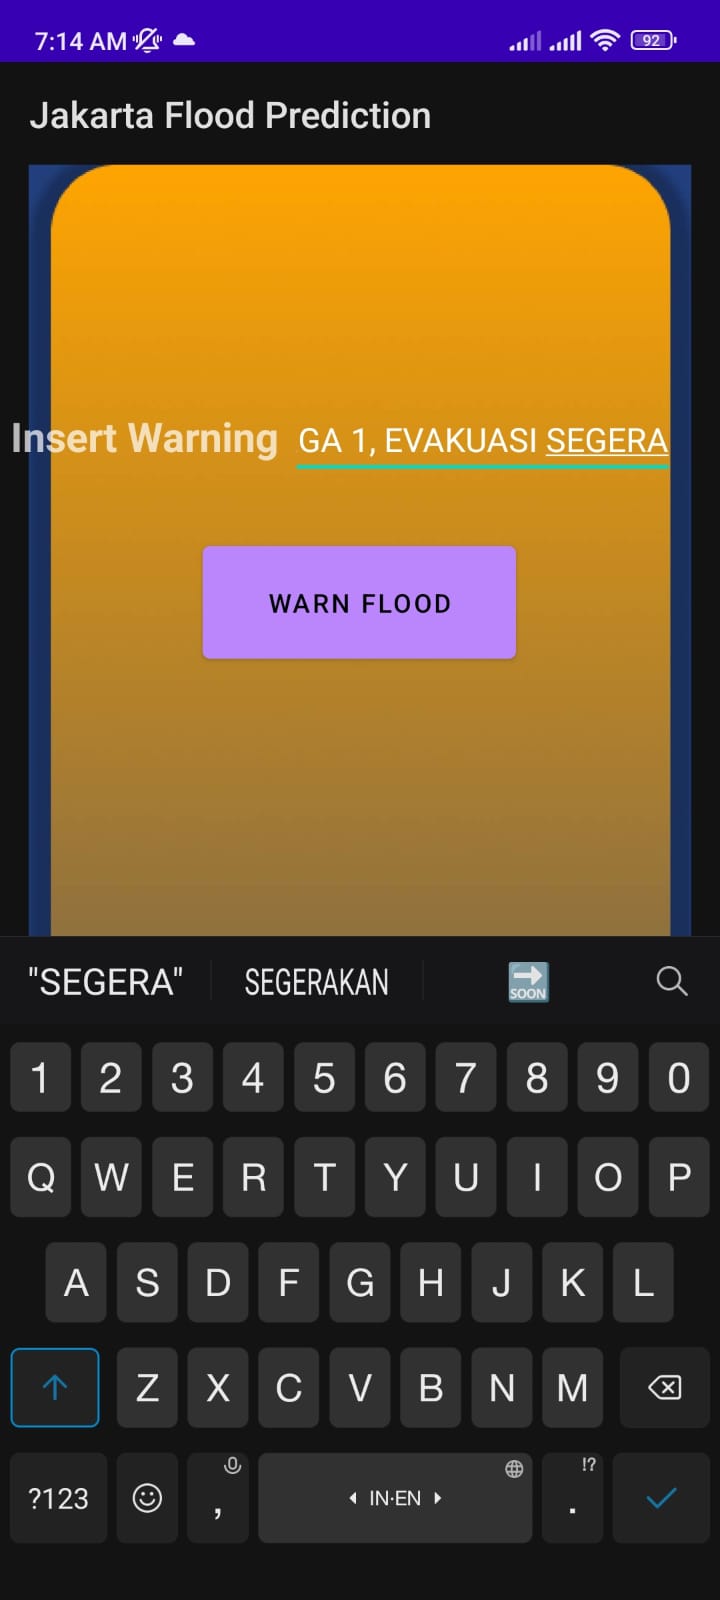 7:14 AM
92
Jakarta Flood Prediction
Insert Warning GA 1, EVAKUASI SEGERA
WARN FLOOD
"SEGERA" SEGERAKAN SOON
1 2 3 4 5 6 7 8 9 0
Q W E R T Y U I O P
A S D F G H J K L
Z X C V B N M
!?
?123 , IN·EN .